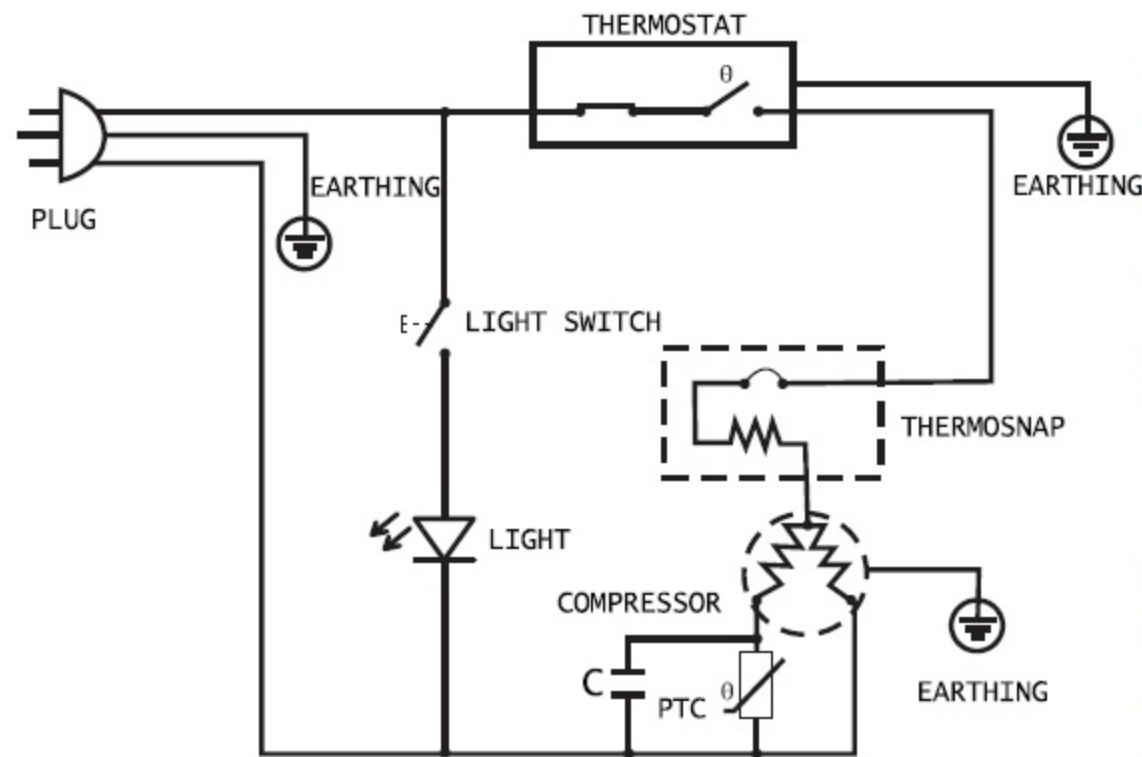 THERMOSTAT
θ
EARTHING
EARTHING
PLUG
E-- LIGHT SWITCH
THERMOSNAP
LIGHT
COMPRESSOR
C
θ
PTC
EARTHING